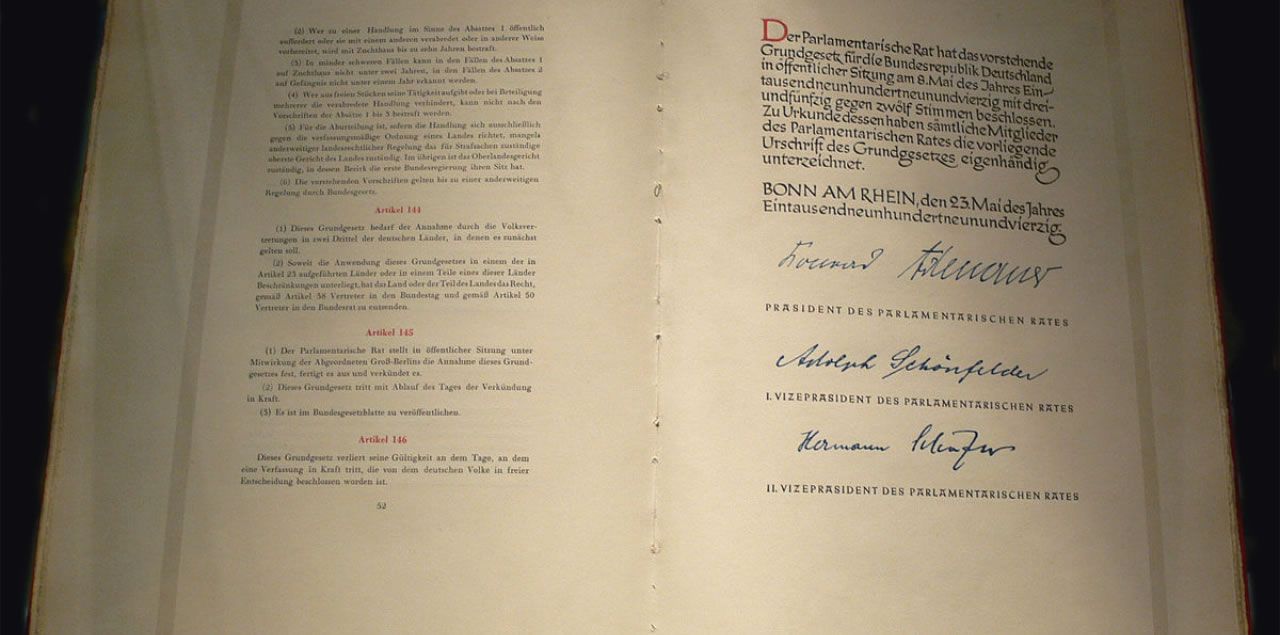 (2) Wer zu einer Handlung im Sinne des Absatzes 1 öffentlich
auffordert oder sie mit einem anderen verabredet oder in anderer Weise
vorbereitet, wird mit Zuchthaus bis zu zehn Jahren bestraft.
(3) In minder schweren Fällen kann in den Fällen des Absatzes 1
auf Zuchthaus nicht unter zwei Jahren, in den Fällen des Absatzes 2
auf Gefängnis nicht unter einem Jahr erkannt werden.
(4) Wer aus freien Stücken seine Tätigkeit aufgibt oder bei Beteiligung
mehrerer die verabredete Handlung verhindert, kann nicht nach den
Vorschriften der Absätze 1 bis 3 bestraft werden.
(5) Für die Aburteilung ist, sofern die Handlung sich ausschließlich
gegen die verfassungsmäßige Ordnung eines Landes richtet, mangels
anderweitiger landesrechtlicher Regelung das für Strafsachen zuständige
oberste Gericht des Landes zuständig. Im übrigen ist das Oberlandesgericht
zuständig, in dessen Bezirk die erste Bundesregierung ihren Sitz hat.
(6) Die vorstehenden Vorschriften gelten bis zu einer anderweitigen
Regelung durch Bundesgesetz.
Artikel 144
(1) Dieses Grundgesetz bedarf der Annahme durch die Volksver-
tretungen in zwei Drittel der deutschen Länder, in denen es zunächst
gelten soll.
(2) Soweit die Anwendung dieses Grundgesetzes in einem der in
Artikel 23 aufgeführten Länder oder in einem Teile eines dieser Länder
Beschränkungen unterliegt, hat das Land oder der Teil des Landes das Recht,
gemäß Artikel 38 Vertreter in den Bundestag und gemäß Artikel 50
Vertreter in den Bundesrat zu entsenden.
Artikel 145
(1) Der Parlamentarische Rat stellt in öffentlicher Sitzung unter
Mitwirkung der Abgeordneten Groß-Berlins die Annahme dieses Grund-
gesetzes fest, fertigt es aus und verkündet es.
(2) Dieses Grundgesetz tritt mit Ablauf des Tages der Verkündung
in Kraft.
(3) Es ist im Bundesgesetzblatte zu veröffentlichen.
Artikel 146
Dieses Grundgesetz verliert seine Gültigkeit an dem Tage, an dem
eine Verfassung in Kraft tritt, die von dem deutschen Volke in freier
Entscheidung beschlossen worden ist.
52
Der Parlamentarische Rat hat das vorstehende
Grundgesetz für die Bundesrepublik Deutschland
in öffentlicher Sitzung am 8. Mai des Jahres Ein-
tausendneunhundertneunundvierzig mit drei-
undfünfzig gegen zwölf Stimmen beschlossen.
Zu Urkunde dessen haben sämtliche Mitglieder
des Parlamentarischen Rates die vorliegende
Urschrift des Grundgesetzes eigenhändig
unterzeichnet.
BONN AM RHEIN, den 23. Mai des Jahres
Eintausendneunhundertneunundvierzig.
Konrad Adenauer
PRÄSIDENT DES PARLAMENTARISCHEN RATES
Adolph Schönfelder
I. VIZEPRÄSIDENT DES PARLAMENTARISCHEN RATES
Hermann Schäfer
II. VIZEPRÄSIDENT DES PARLAMENTARISCHEN RATES